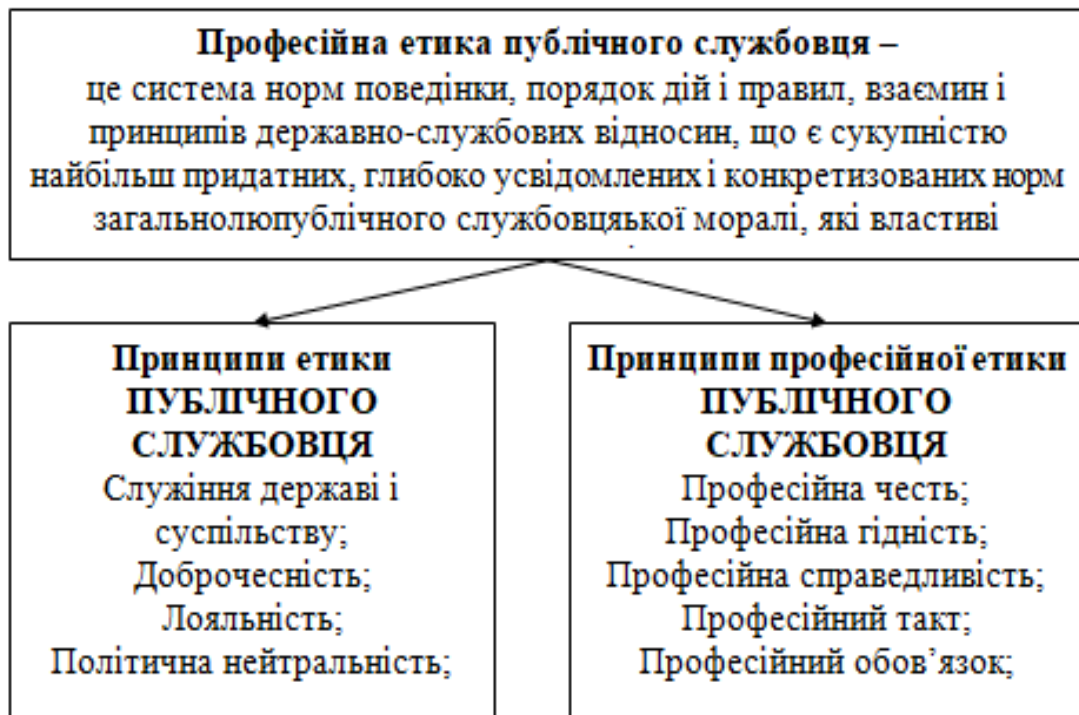 Професійна етика публічного службовця –
це система норм поведінки, порядок дій і правил, взаємин і
принципів державно-службових відносин, що є сукупністю
найбільш придатних, глибоко усвідомлених і конкретизованих норм
загальнолюпублічного службовцяької моралі, які властиві
Принципи етики
ПУБЛІЧНОГО
СЛУЖБОВЦЯ
Служіння державі і
суспільству;
Доброчесність;
Лояльність;
Політична нейтральність;
Принципи професійної етики
ПУБЛІЧНОГО
СЛУЖБОВЦЯ
Професійна честь;
Професійна гідність;
Професійна справедливість;
Професійний такт;
Професійний обов’язок;